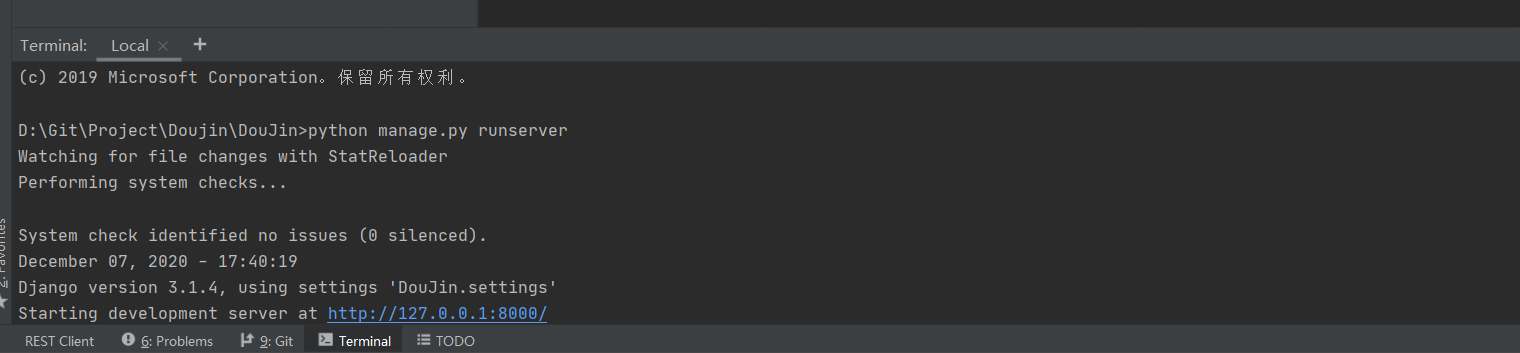 Terminal: Local × +
(c) 2019 Microsoft Corporation。保留所有权利。
D:\Git\Project\Doujin\DouJin>python manage.py runserver
Watching for file changes with StatReloader
Performing system checks...
System check identified no issues (0 silenced).
December 07, 2020 - 17:40:19
Django version 3.1.4, using settings 'DouJin.settings'
Starting development server at http://127.0.0.1:8000/
2: Favorites
REST Client 6: Problems 9: Git Terminal TODO